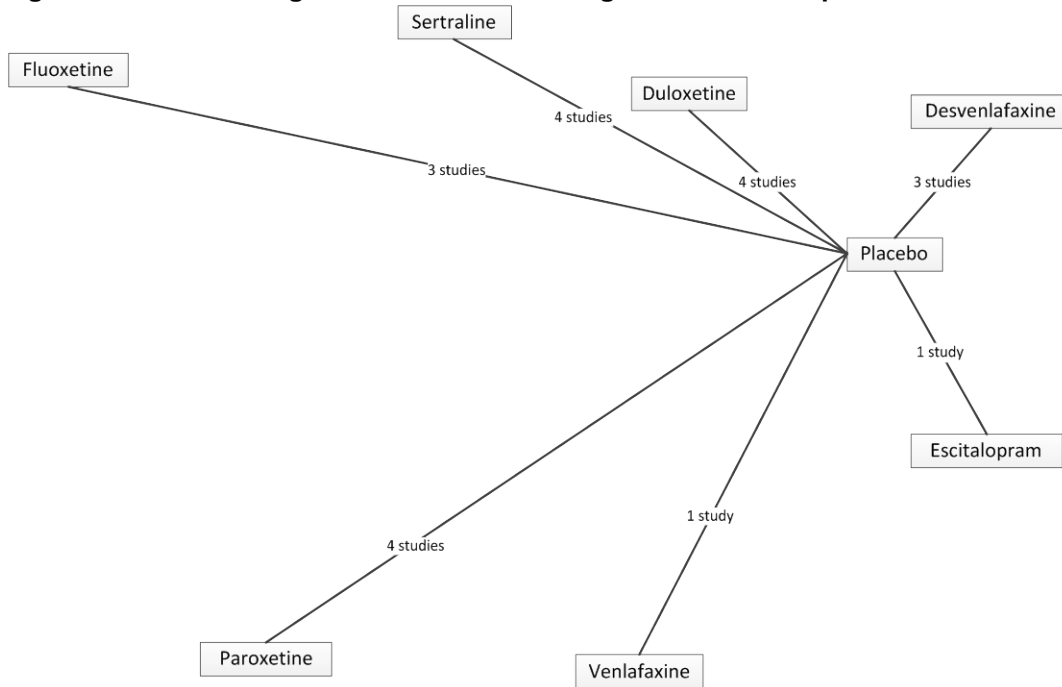 Sertraline
Fluoxetine
Duloxetine
Desvenlafaxine
4 studies
3 studies
4 studies
3 studies
Placebo
1 study
Escitalopram
1 study
4 studies
Paroxetine
Venlafaxine